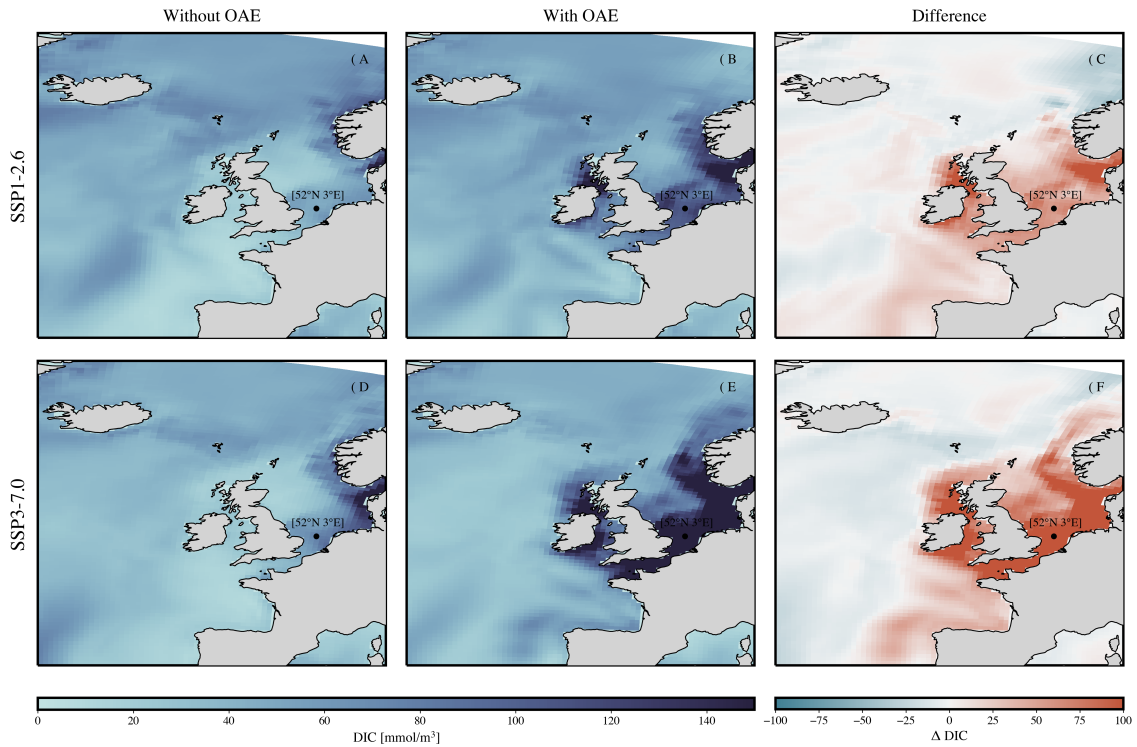 Without OAE
With OAE
Difference
SSP1-2.6
( A
[52°N 3°E]
( B
[52°N 3°E]
( C
[52°N 3°E]
SSP3-7.0
( D
[52°N 3°E]
( E
[52°N 3°E]
( F
[52°N 3°E]
0 20 40 60 80 100 120 140
DIC [mmol/m³]
−100 −75 −50 −25 0 25 50 75 100
Δ DIC